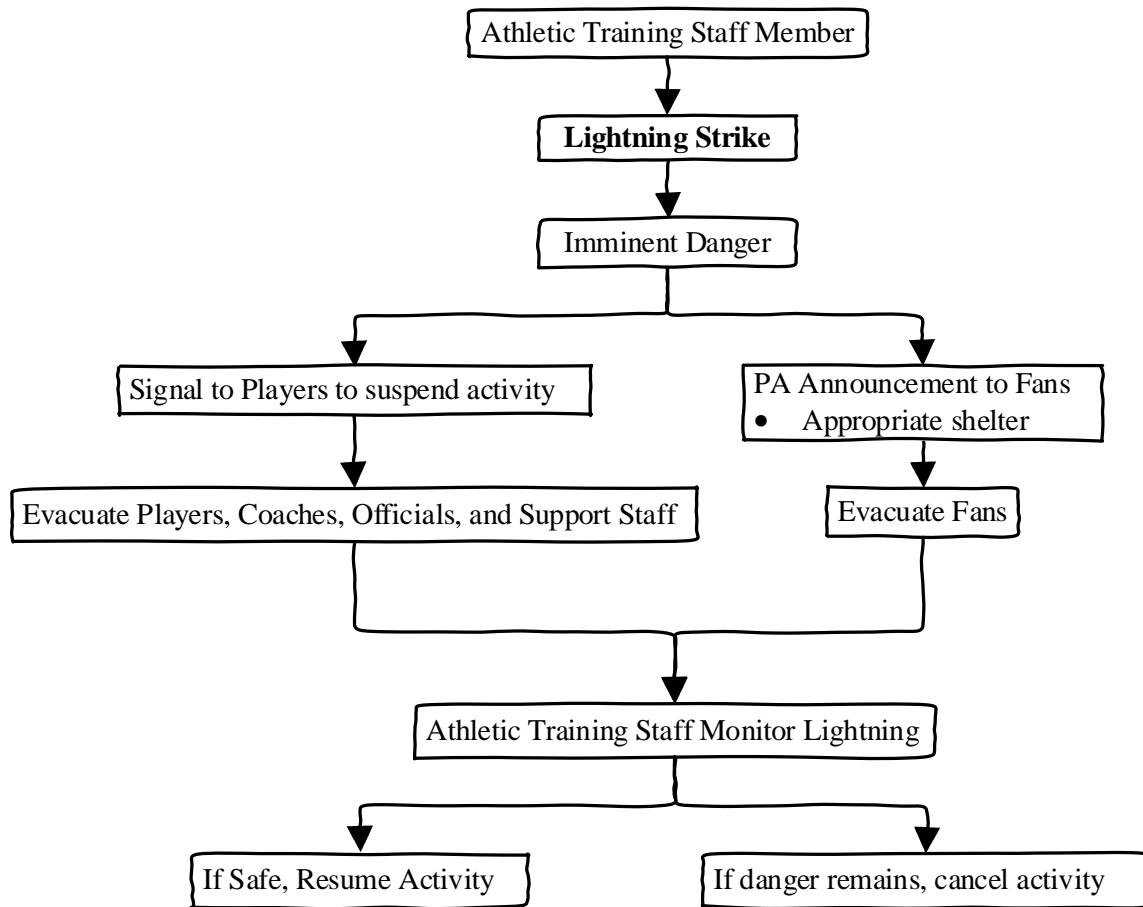 Athletic Training Staff Member
Lightning Strike
Imminent Danger
Signal to Players to suspend activity
PA Announcement to Fans
• Appropriate shelter
Evacuate Players, Coaches, Officials, and Support Staff
Evacuate Fans
Athletic Training Staff Monitor Lightning
If Safe, Resume Activity
If danger remains, cancel activity